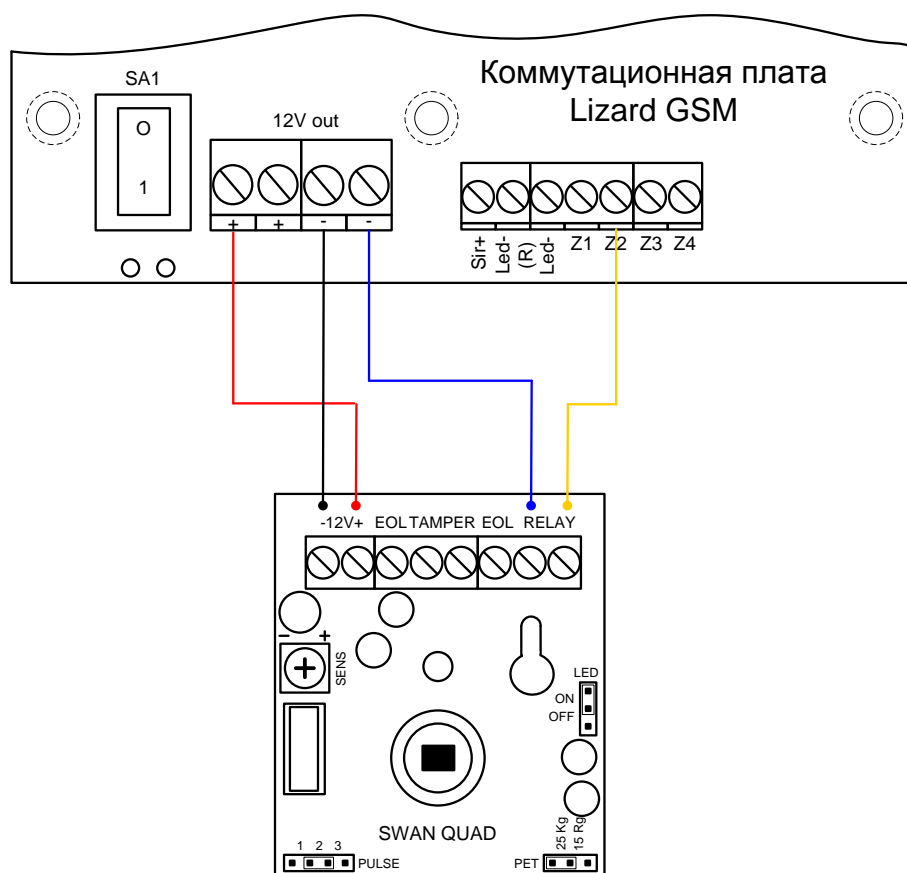 SA1
Коммутационная плата
Lizard GSM
12V out
O
1
+ + - -
Sir+ Led- (R) Led- Z1 Z2 Z3 Z4
-12V+ EOL TAMPER EOL RELAY
- +
SENS
LED
ON
OFF
SWAN QUAD
25 Kg
15 Rg
1 2 3
PULSE
PET